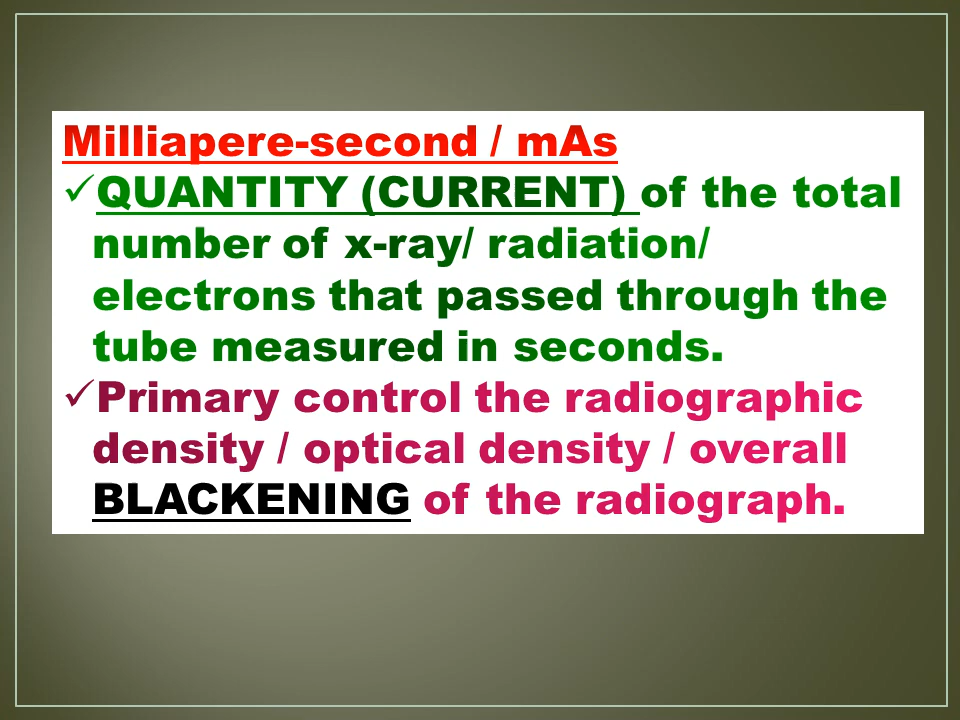 Milliapere-second / mAs
✓QUANTITY (CURRENT) of the total
number of x-ray/ radiation/
electrons that passed through the
tube measured in seconds.
✓Primary control the radiographic
density / optical density / overall
BLACKENING of the radiograph.